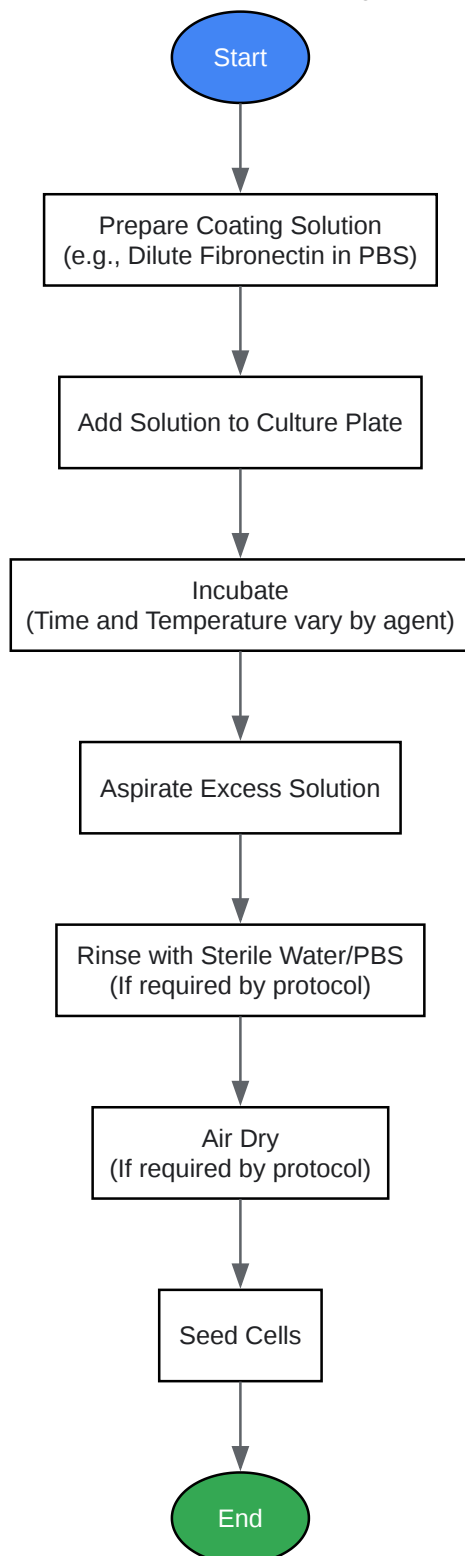 Start
Prepare Coating Solution
(e.g., Dilute Fibronectin in PBS)
Add Solution to Culture Plate
Incubate
(Time and Temperature vary by agent)
Aspirate Excess Solution
Rinse with Sterile Water/PBS
(If required by protocol)
Air Dry
(If required by protocol)
Seed Cells
End